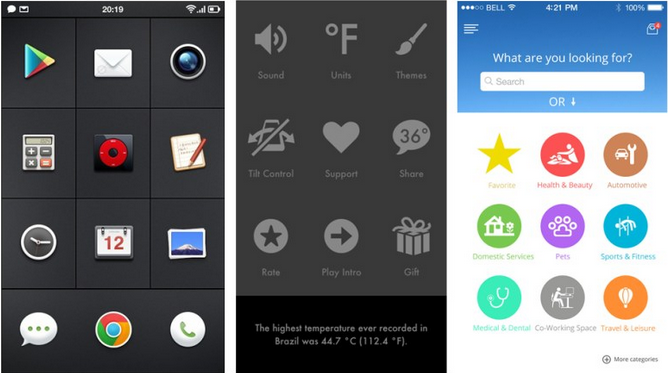 20:19
12
°F
Sound
Units
Themes
36°
Tilt Control
Support
Share
Rate
Play Intro
Gift
The highest temperature ever recorded in
Brazil was 44.7 °C (112.4 °F).
BELL
4:21 PM
100%
What are you looking for?
Search
OR
Favorite
Health & Beauty
Automotive
Domestic Services
Pets
Sports & Fitness
Medical & Dental
Co-Working Space
Travel & Leisure
More categories